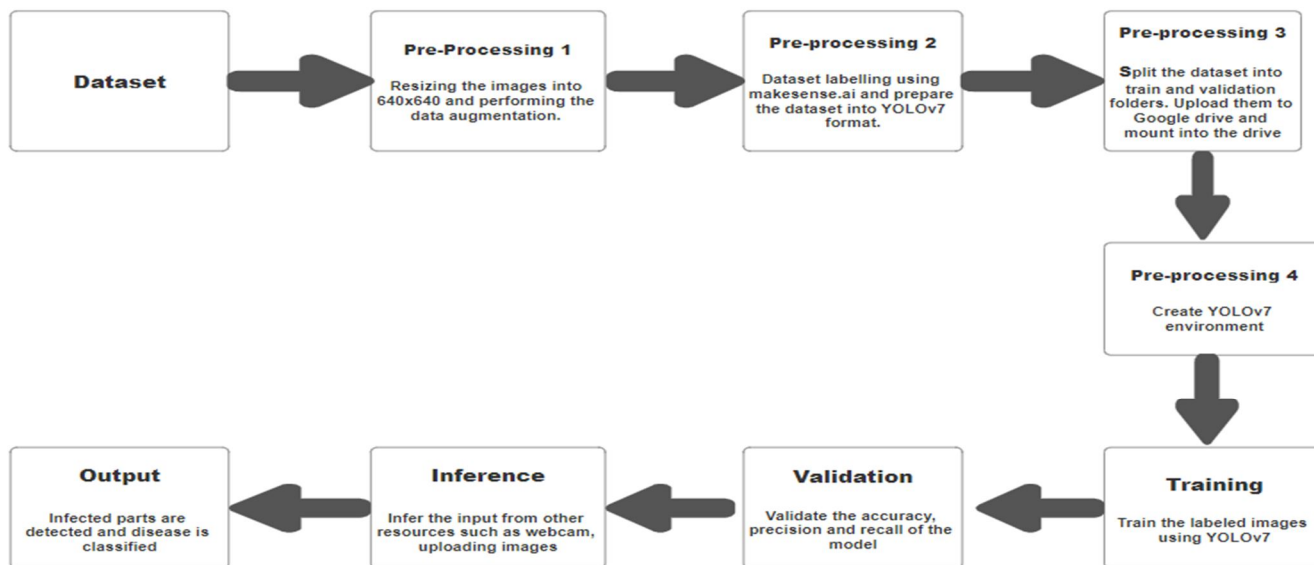 Dataset
Pre-Processing 1
Resizing the images into
640x640 and performing the
data augmentation.
Pre-processing 2
Dataset labelling using
makesense.ai and prepare
the dataset into YOLOv7
format.
Pre-processing 3
Split the dataset into
train and validation
folders. Upload them to
Google drive and
mount into the drive
Pre-processing 4
Create YOLOv7
environment
Training
Train the labeled images
using YOLOv7
Validation
Validate the accuracy,
precision and recall of the
model
Inference
Infer the input from other
resources such as webcam,
uploading images
Output
Infected parts are
detected and disease is
classified